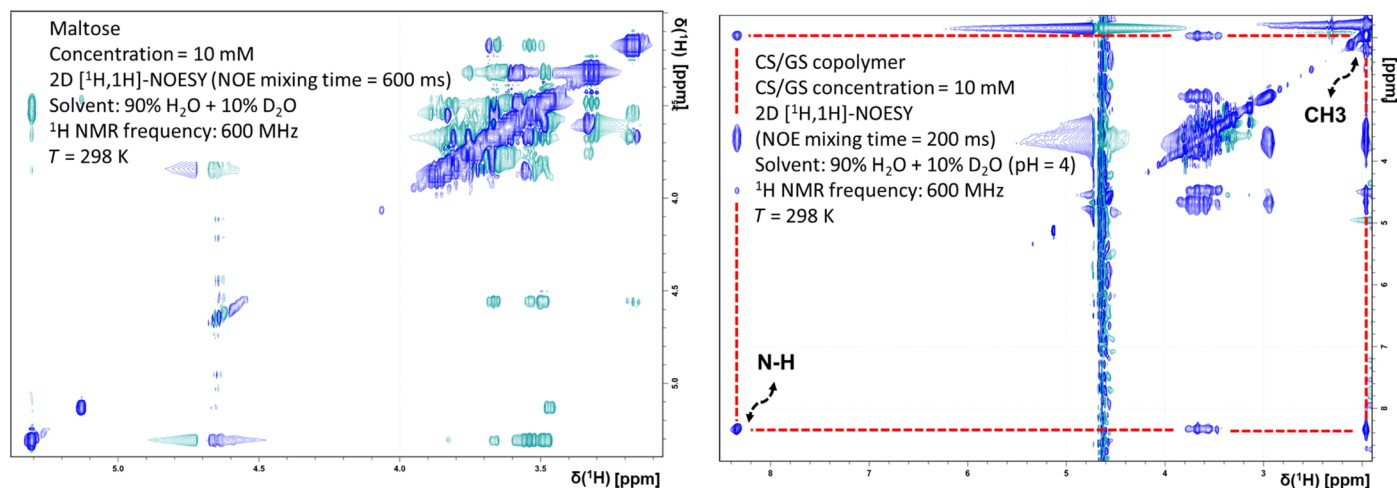 Maltose
Concentration = 10 mM
2D [¹H,1H]-NOESY (NOE mixing time = 600 ms)
Solvent: 90% H₂O + 10% D₂O
¹H NMR frequency: 600 MHz
T = 298 K
δ(¹H) [ppm]
3.5
4.0
4.5
5.0
5.0
4.5
4.0
3.5
δ(¹H) [ppm]
CS/GS copolymer
CS/GS concentration = 10 mM
2D [¹H,1H]-NOESY
(NOE mixing time = 200 ms)
Solvent: 90% H₂O + 10% D₂O (pH = 4)
¹H NMR frequency: 600 MHz
T = 298 K
CH3
N-H
[ppm]
4
5
8
8
7
6
5
4
3
δ(¹H) [ppm]